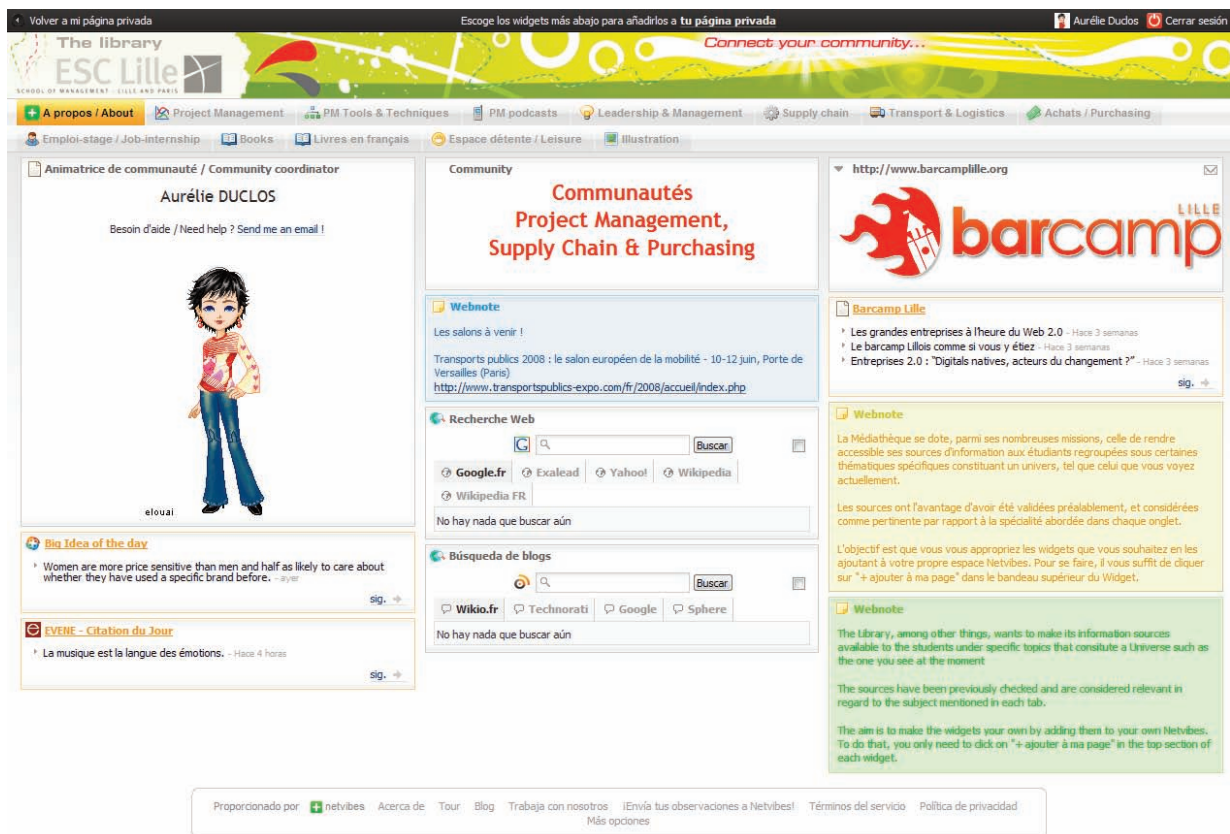 Volver a mi página privada
Escoge los widgets más abajo para añadirlos a tu página privada
Aurélie Duclos
Cerrar sesión
The library
ESC Lille
SCHOOL OF MANAGEMENT - LILLE AND PARIS
Connect your community...
A propos / About
Project Management
PM Tools & Techniques
PM podcasts
Leadership & Management
Supply chain
Transport & Logistics
Achats / Purchasing
Emploi-stage / Job-internship
Books
Livres en français
Espace détente / Leisure
Illustration
Animatrice de communauté / Community coordinator
Aurélie DUCLOS
Besoin d'aide / Need help ? Send me an email !
elouai
Big Idea of the day
Women are more price sensitive than men and half as likely to care about
whether they have used a specific brand before. - ayer
sig.
EVENE - Citation du Jour
La musique est la langue des émotions. - Hace 4 horas
sig.
Community
Communautés
Project Management,
Supply Chain & Purchasing
Webnote
Les salons à venir !
Transports publics 2008 : le salon européen de la mobilité - 10-12 juin, Porte de
Versailles (Paris)
http://www.transportspublics-expo.com/fr/2008/accueil/index.php
Recherche Web
G
Buscar
Google.fr
Exalead
Yahoo!
Wikipedia
Wikipedia FR
No hay nada que buscar aún
Búsqueda de blogs
Buscar
Wikio.fr
Technorati
Google
Sphere
No hay nada que buscar aún
http://www.barcamplille.org
LILLE
barcamp
Barcamp Lille
Les grandes entreprises à l'heure du Web 2.0 - Hace 3 semanas
Le barcamp Lillois comme si vous y étiez - Hace 3 semanas
Entreprises 2.0 : "Digitals natives, acteurs du changement ?" - Hace 3 semanas
sig.
Webnote
La Médiathèque se dote, parmi ses nombreuses missions, celle de rendre
accessible ses sources d'information aux étudiants regroupées sous certaines
thématiques spécifiques constituant un univers, tel que celui que vous voyez
actuellement.
Les sources ont l'avantage d'avoir été validées préalablement, et considérées
comme pertinente par rapport à la spécialité abordée dans chaque onglet.
L'objectif est que vous vous appropriez les widgets que vous souhaitez en les
ajoutant à votre propre espace Netvibes. Pour se faire, il vous suffit de cliquer
sur "+ ajouter à ma page" dans le bandeau supérieur du Widget.
Webnote
The Library, among other things, wants to make its information sources
available to the students under specific topics that consitute a Universe such as
the one you see at the moment
The sources have been previously checked and are considered relevant in
regard to the subject mentioned in each tab.
The aim is to make the widgets your own by adding them to your own Netvibes.
To do that, you only need to click on "+ ajouter à ma page" in the top section of
each widget.
Proporcionado por netvibes Acerca de Tour Blog Trabaja con nosotros ¡Envía tus observaciones a Netvibes! Términos del servicio Política de privacidad
Más opciones